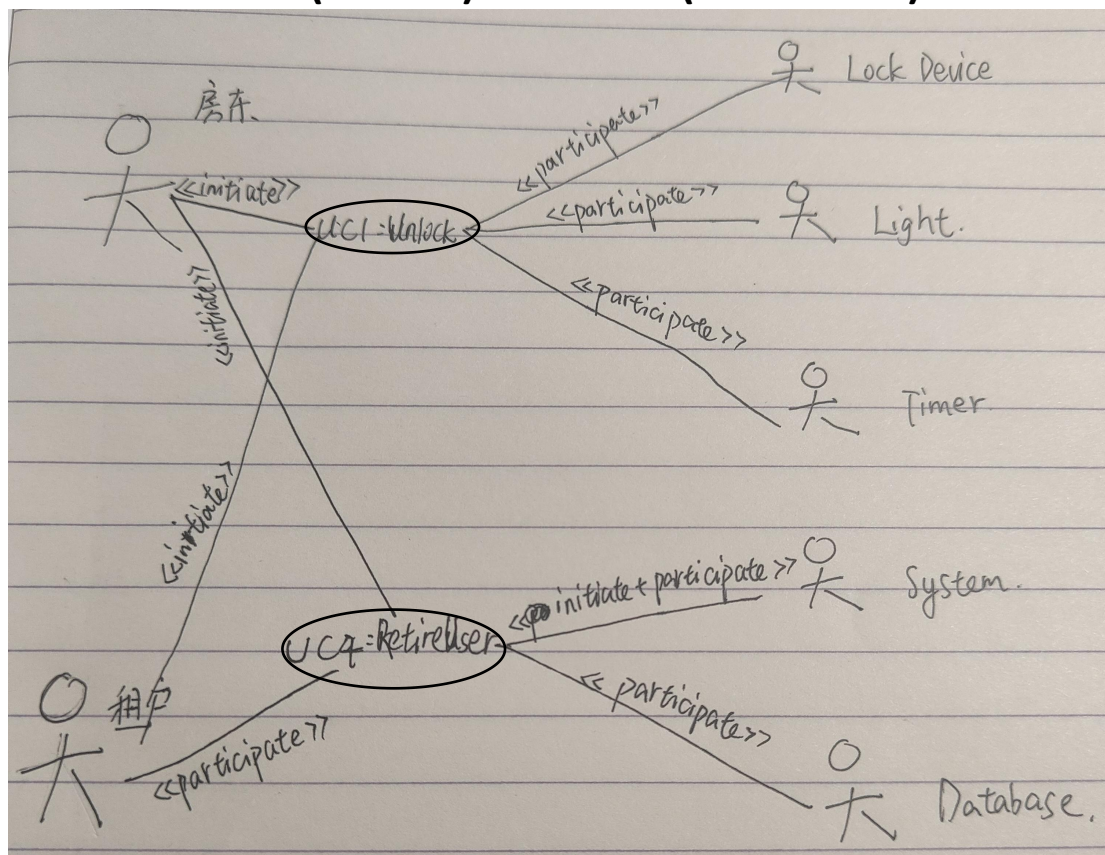 房东
Lock Device
<<participate>>
<<initiate>>
<<participate>>
Light.
UC1:Unlock
<<initiate>>
<<participate>>
Timer.
<<initiate>>
<<initiate+participate>>
System.
UC4:RetireUser
<<participate>>
租户
<<participate>>
Database.